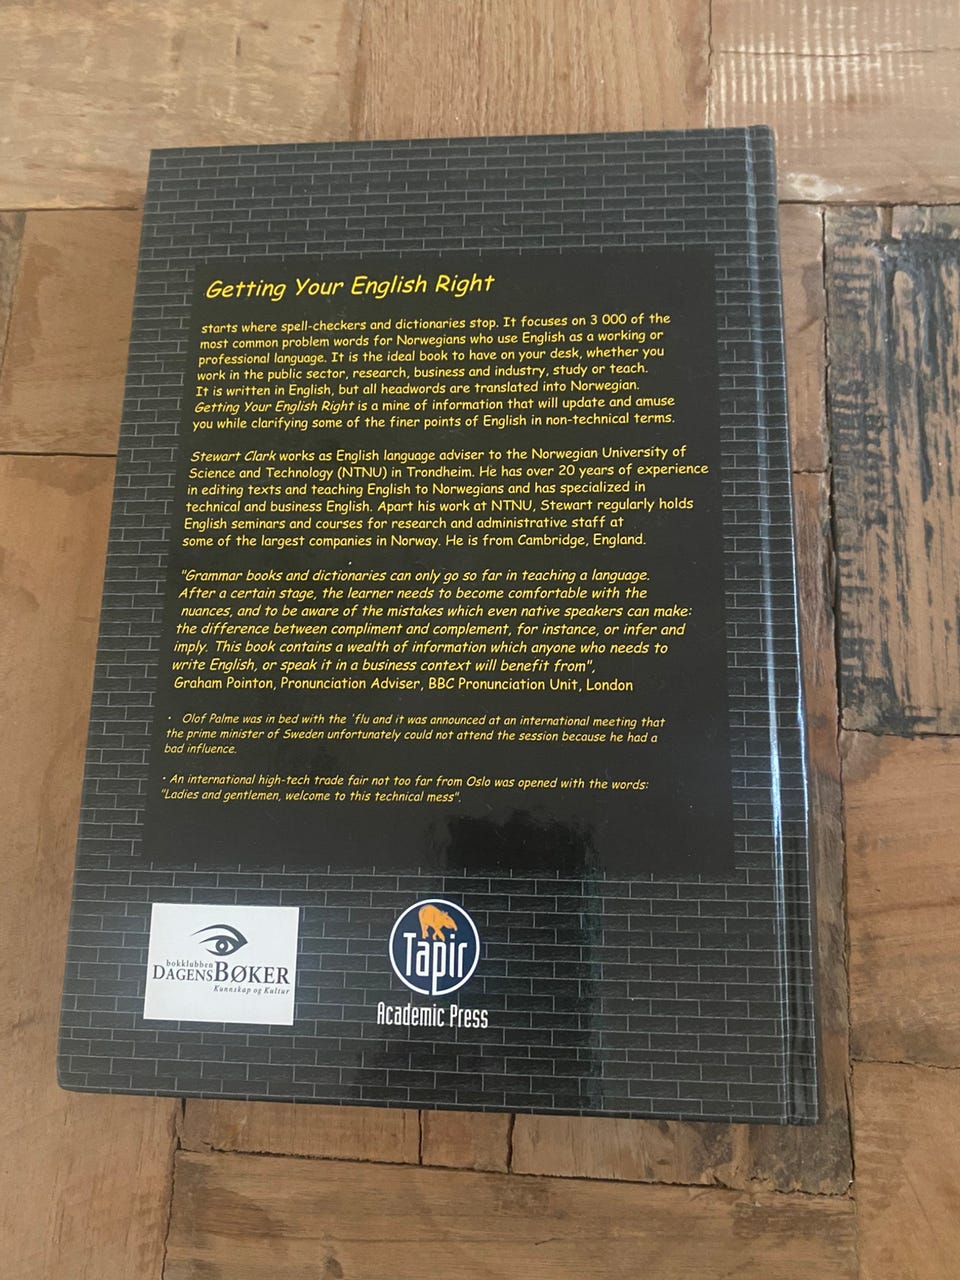 Getting Your English Right
starts where spell-checkers and dictionaries stop. It focuses on 3 000 of the
most common problem words for Norwegians who use English as a working or
professional language. It is the ideal book to have on your desk, whether you
work in the public sector, research, business and industry, study or teach.
It is written in English, but all headwords are translated into Norwegian.
Getting Your English Right is a mine of information that will update and amuse
you while clarifying some of the finer points of English in non-technical terms.
Stewart Clark works as English language adviser to the Norwegian University of
Science and Technology (NTNU) in Trondheim. He has over 20 years of experience
in editing texts and teaching English to Norwegians and has specialized in
technical and business English. Apart his work at NTNU, Stewart regularly holds
English seminars and courses for research and administrative staff at
some of the largest companies in Norway. He is from Cambridge, England.
"Grammar books and dictionaries can only go so far in teaching a language.
After a certain stage, the learner needs to become comfortable with the
nuances, and to be aware of the mistakes which even native speakers can make:
the difference between compliment and complement, for instance, or infer and
imply. This book contains a wealth of information which anyone who needs to
write English, or speak it in a business context will benefit from",
Graham Pointon, Pronunciation Adviser, BBC Pronunciation Unit, London
· Olof Palme was in bed with the 'flu and it was announced at an international meeting that
the prime minister of Sweden unfortunately could not attend the session because he had a
bad influence.
· An international high-tech trade fair not too far from Oslo was opened with the words:
"Ladies and gentlemen, welcome to this technical mess".
bokklubben
DAGENSBØKER
Kunnskap og Kultur
Tapir
Academic Press